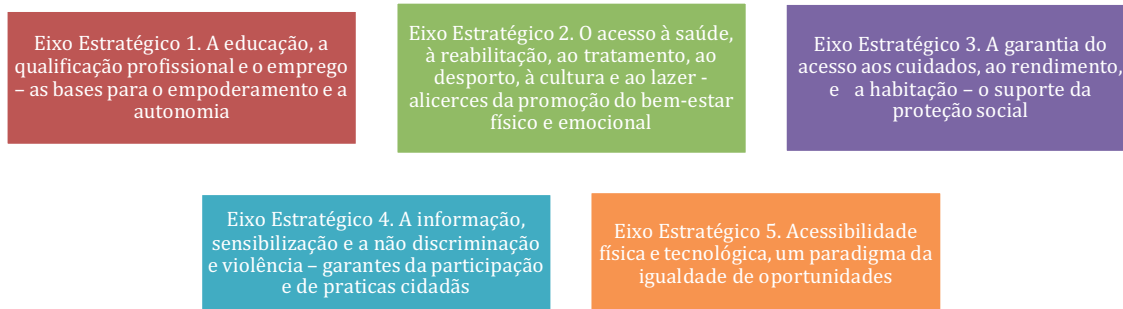 Eixo Estratégico 1. A educação, a
qualificação profissional e o emprego
– as bases para o empoderamento e a
autonomia
Eixo Estratégico 2. O acesso à saúde,
à reabilitação, ao tratamento, ao
desporto, à cultura e ao lazer -
alicerces da promoção do bem-estar
físico e emocional
Eixo Estratégico 3. A garantia do
acesso aos cuidados, ao rendimento,
e a habitação – o suporte da
proteção social
Eixo Estratégico 4. A informação,
sensibilização e a não discriminação
e violência – garantes da participação
e de praticas cidadãs
Eixo Estratégico 5. Acessibilidade
física e tecnológica, um paradigma da
igualdade de oportunidades